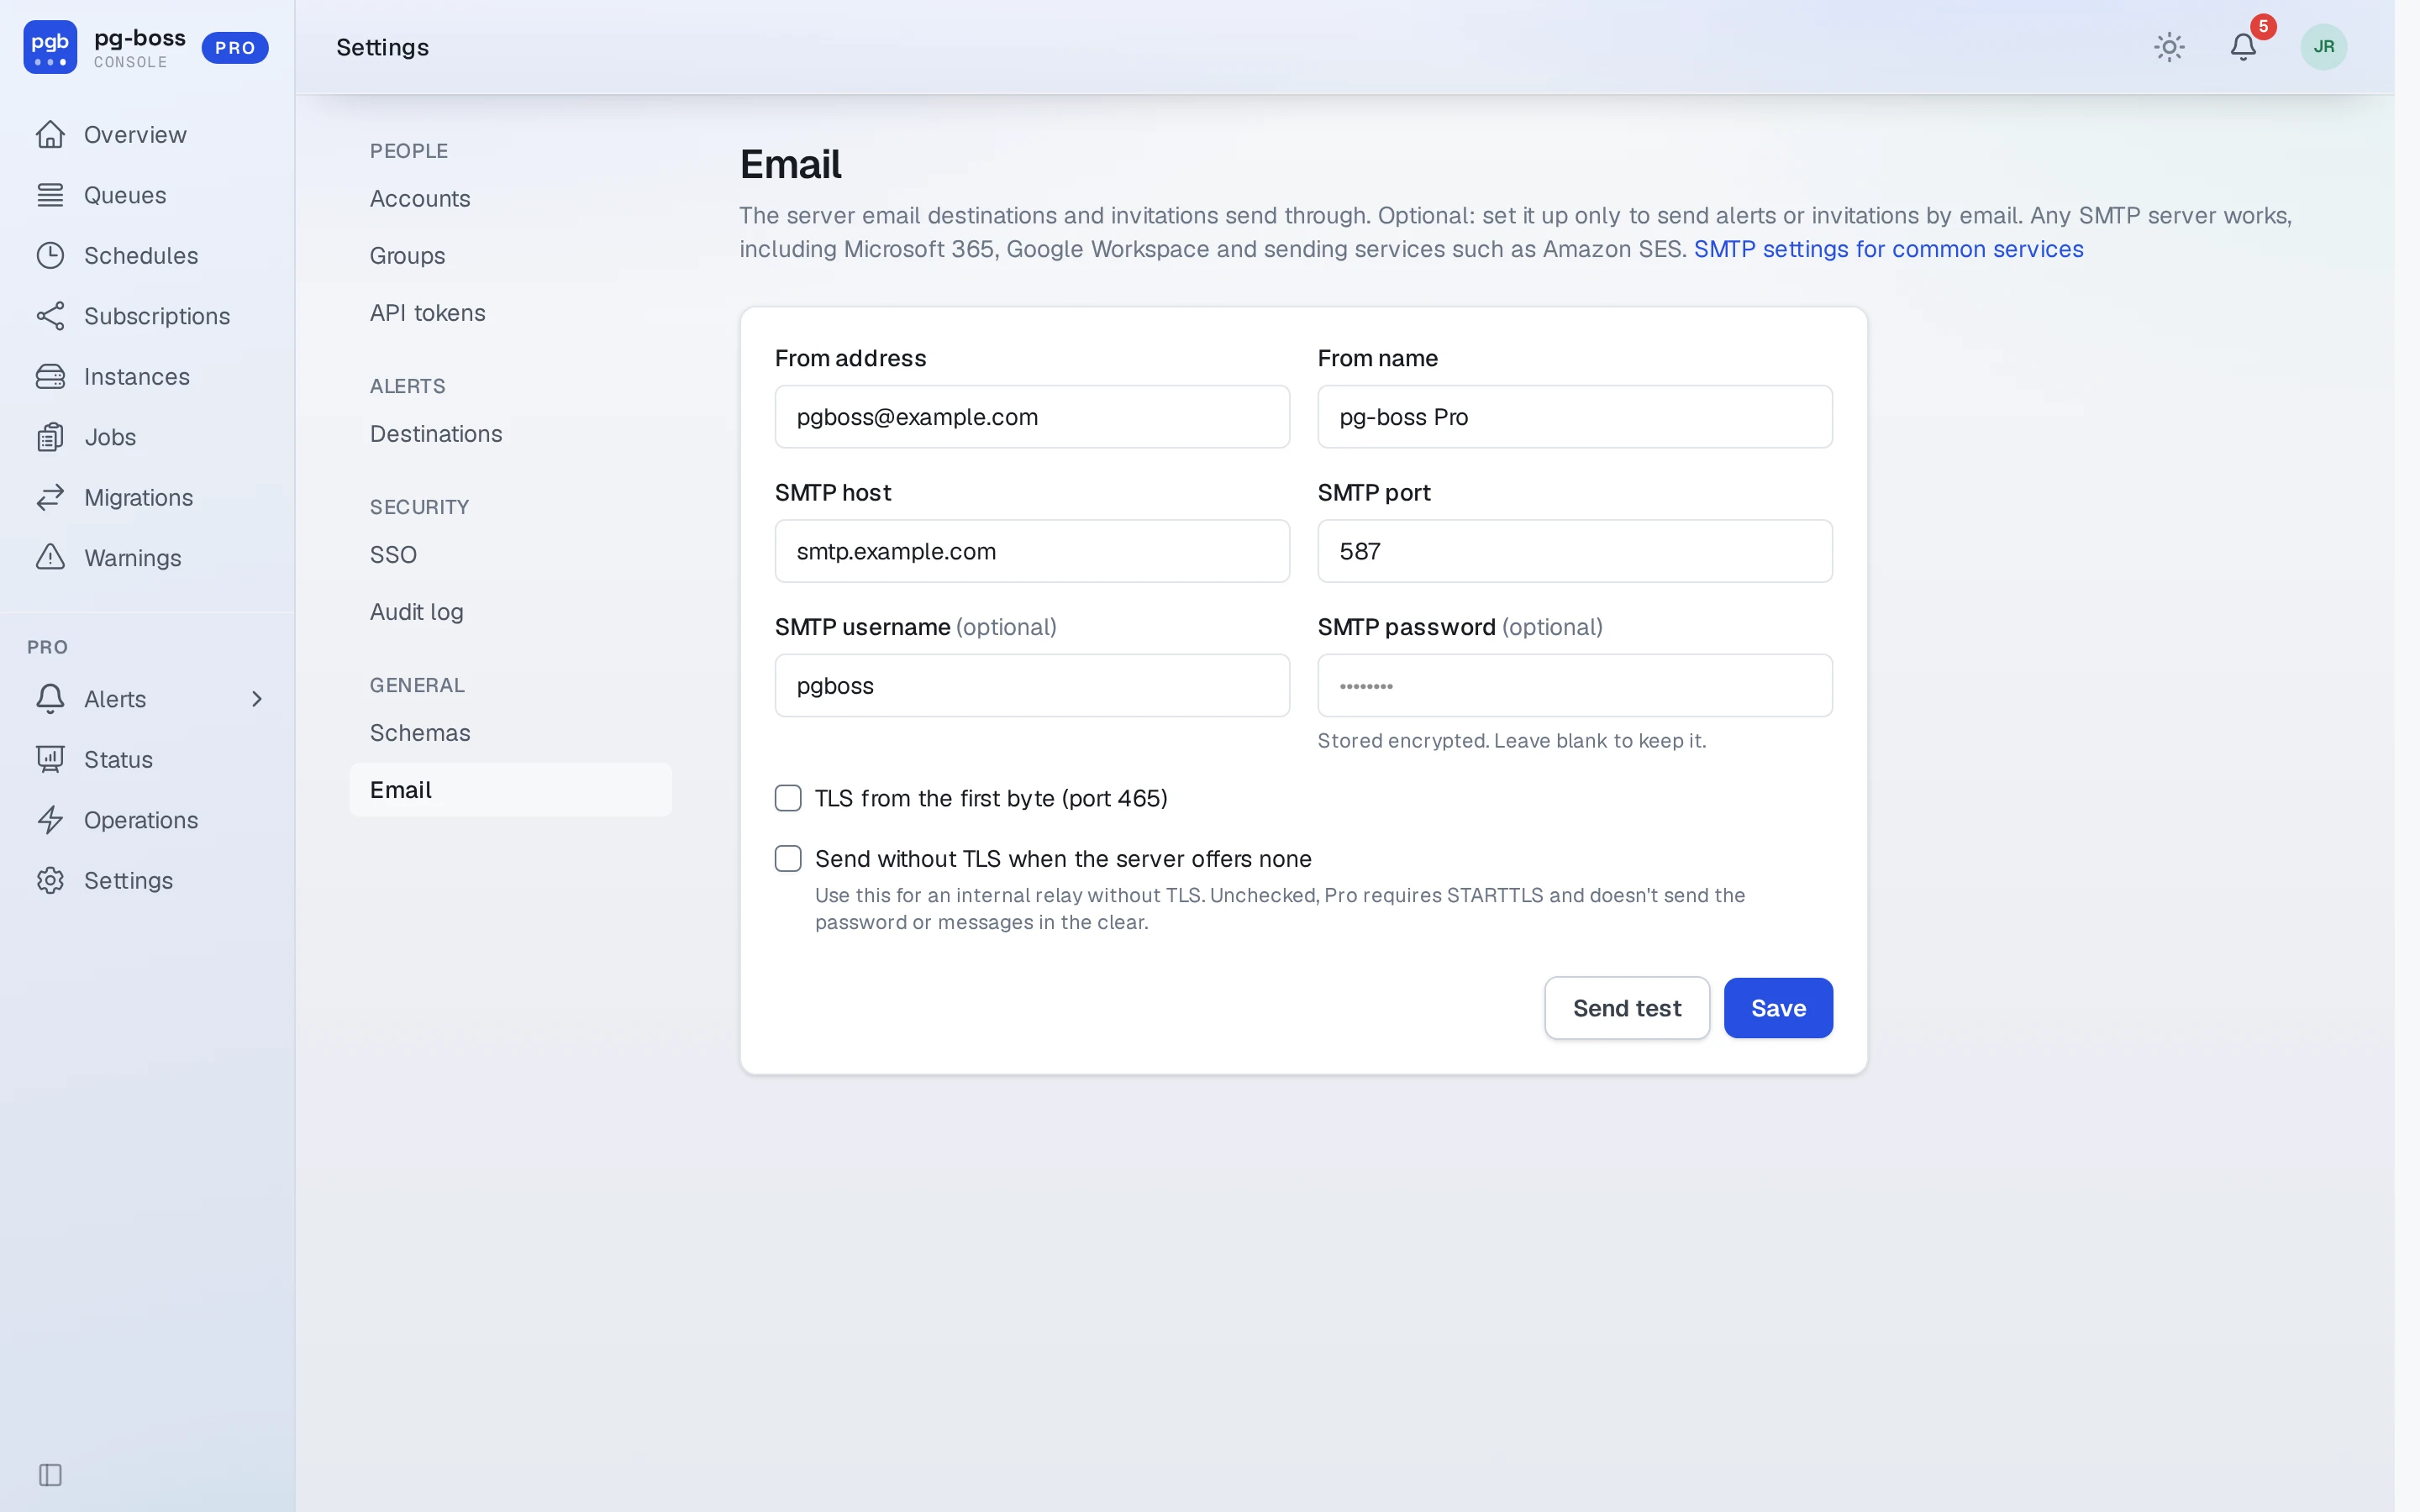 pgb
pg-boss
CONSOLE
PRO
Overview
Queues
Schedules
Subscriptions
Instances
Jobs
Migrations
Warnings
PRO
Alerts
Status
Operations
Settings
Settings
5
JR
PEOPLE
Accounts
Groups
API tokens
ALERTS
Destinations
SECURITY
SSO
Audit log
GENERAL
Schemas
Email
Email
The server email destinations and invitations send through. Optional: set it up only to send alerts or invitations by email. Any SMTP server works,
including Microsoft 365, Google Workspace and sending services such as Amazon SES. SMTP settings for common services
From address
From name
pgboss@example.com
pg-boss Pro
SMTP host
SMTP port
smtp.example.com
587
SMTP username (optional)
SMTP password (optional)
pgboss
••••••••
Stored encrypted. Leave blank to keep it.
TLS from the first byte (port 465)
Send without TLS when the server offers none
Use this for an internal relay without TLS. Unchecked, Pro requires STARTTLS and doesn't send the
password or messages in the clear.
Send test
Save